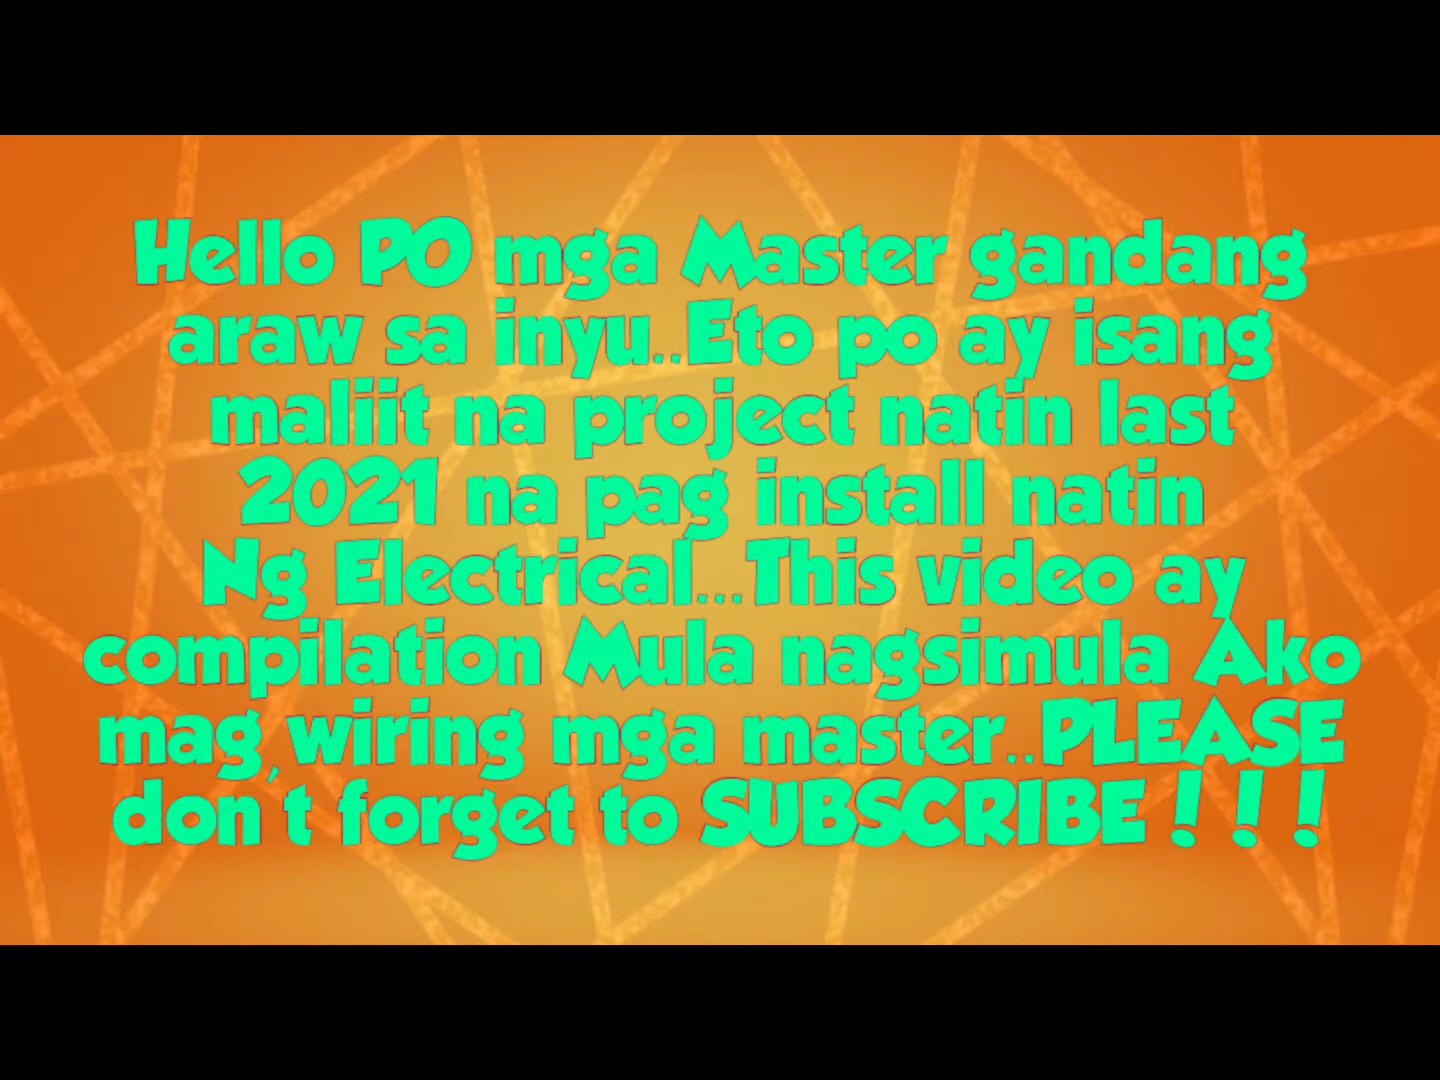 Hello PO mga Master gandang
araw sa inyu..Eto po ay isang
maliit na project natin last
2021 na pag install natin
Ng Electrical...This video ay
compilation Mula nagsimula Ako
mag,wiring mga master..PLEASE
don't forget to SUBSCRIBE!!!